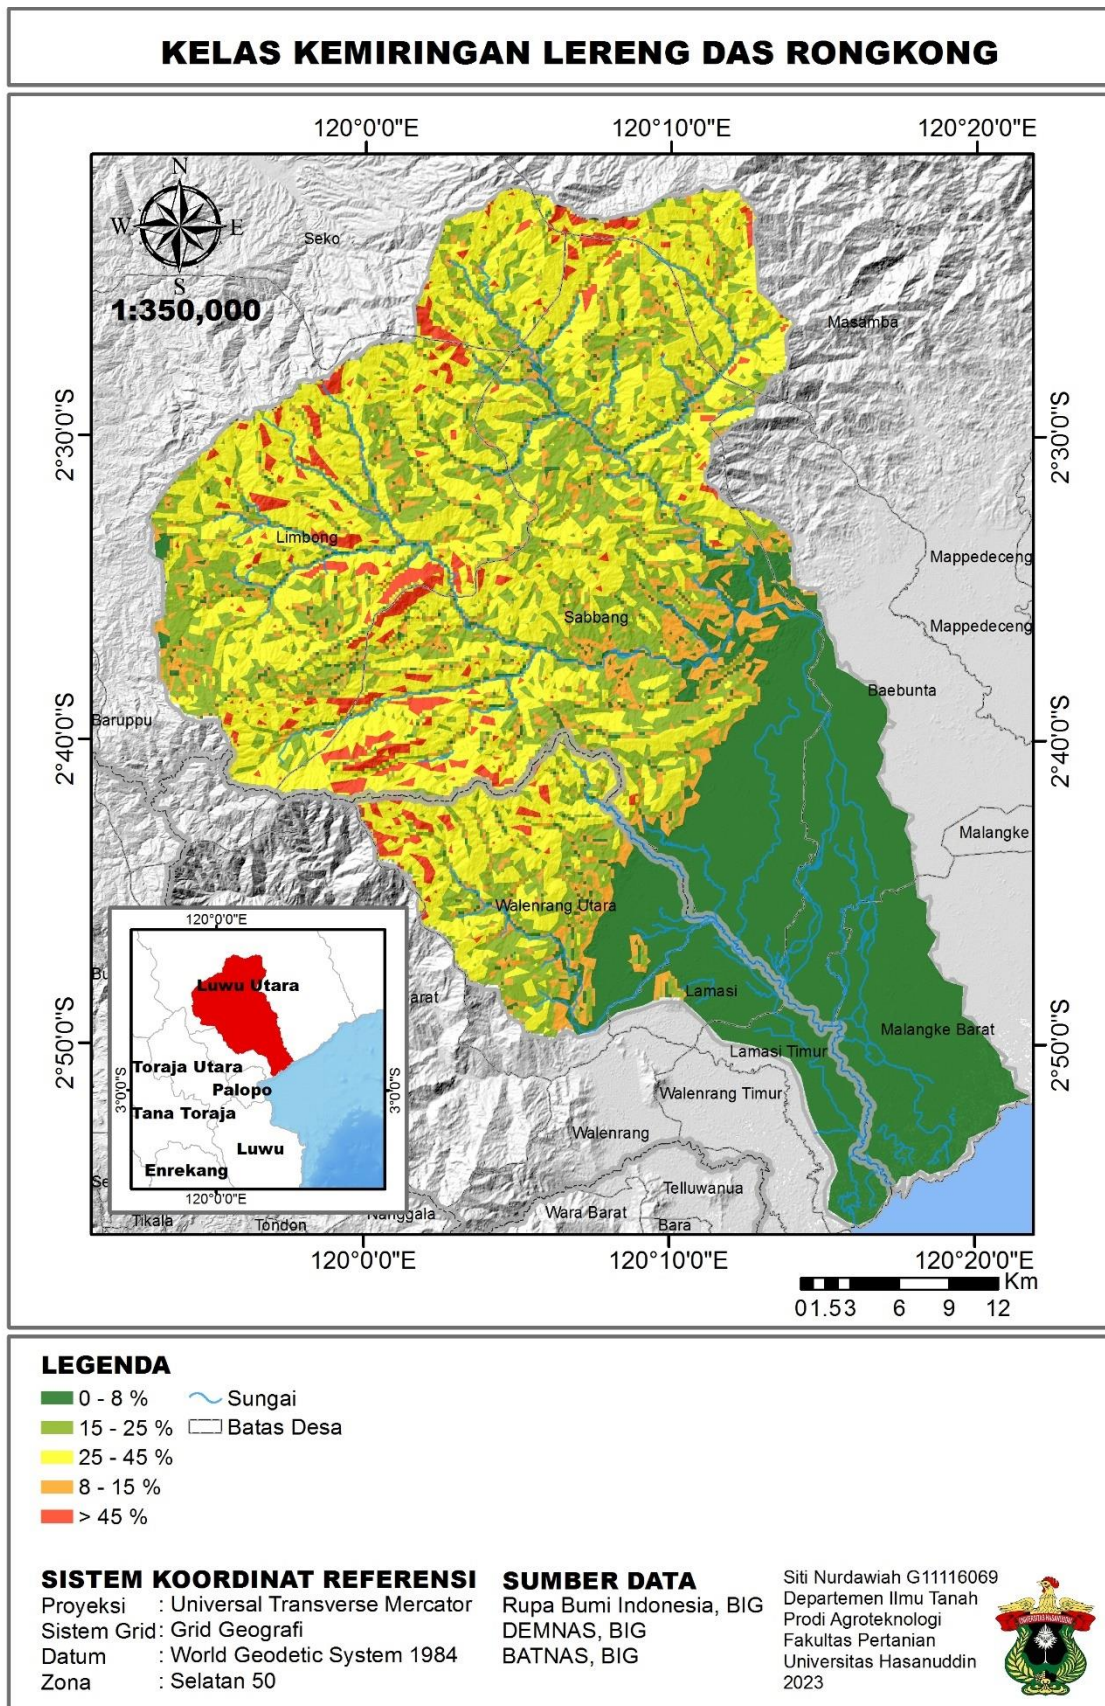 KELAS KEMIRINGAN LERENG DAS RONGKONG
120°0'0"E 120°10'0"E 120°20'0"E
N
W E
S
1:350,000
Seko
Masamba
2°30'0"S 2°30'0"S
Limbong
Mappedeceng
Sabbang
Mappedeceng
Baebunta
Baruppu
2°40'0"S 2°40'0"S
Malangke
Walenrang Utara
120°0'0"E
Luwu Utara
arat
Lamasi
Malangke Barat
2°50'0"S 2°50'0"S
Lamasi Timur
Toraja Utara
Palopo
Walenrang Timur
3°0'0"S 3°0'0"S
Tana Toraja
Walenrang
Luwu
Enrekang
Telluwanua
120°0'0"E
Wara Barat
Tikala Tondon Nanggala Bara
120°0'0"E 120°10'0"E 120°20'0"E
Km
0 1.5 3 6 9 12
LEGENDA
0 - 8 % Sungai
15 - 25 % Batas Desa
25 - 45 %
8 - 15 %
> 45 %
SISTEM KOORDINAT REFERENSI
Proyeksi : Universal Transverse Mercator
Sistem Grid : Grid Geografi
Datum : World Geodetic System 1984
Zona : Selatan 50
SUMBER DATA
Rupa Bumi Indonesia, BIG
DEMNAS, BIG
BATNAS, BIG
Siti Nurdawiah G11116069
Departemen Ilmu Tanah
Prodi Agroteknologi
Fakultas Pertanian
Universitas Hasanuddin
2023
UNIVERSITAS HASANUDDIN